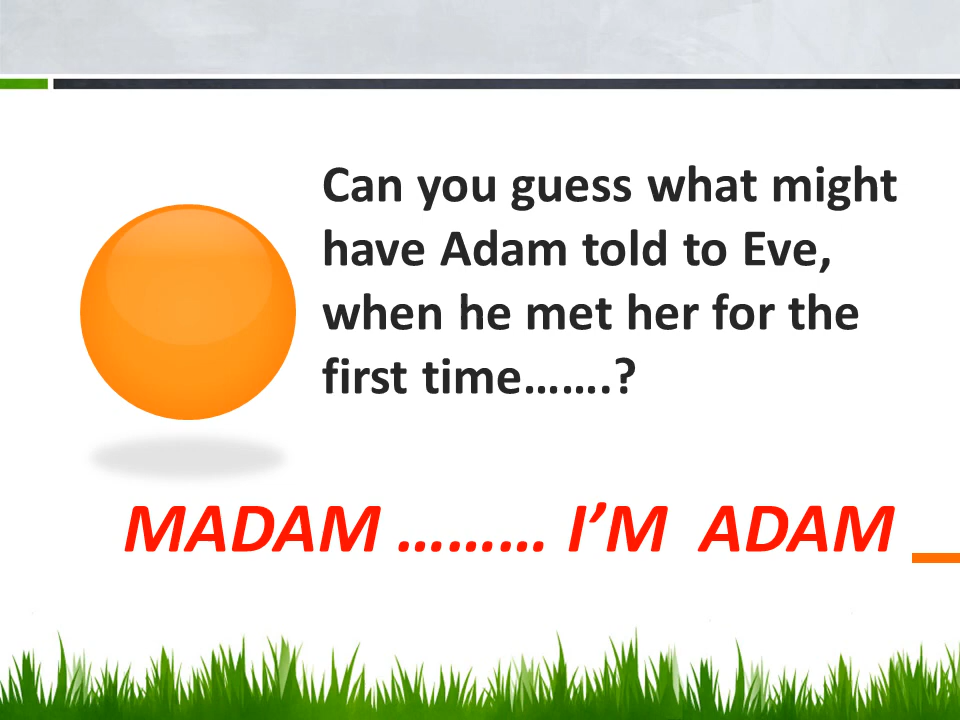 Can you guess what might
have Adam told to Eve,
when he met her for the
first time…….?
MADAM ……… I’M  ADAM